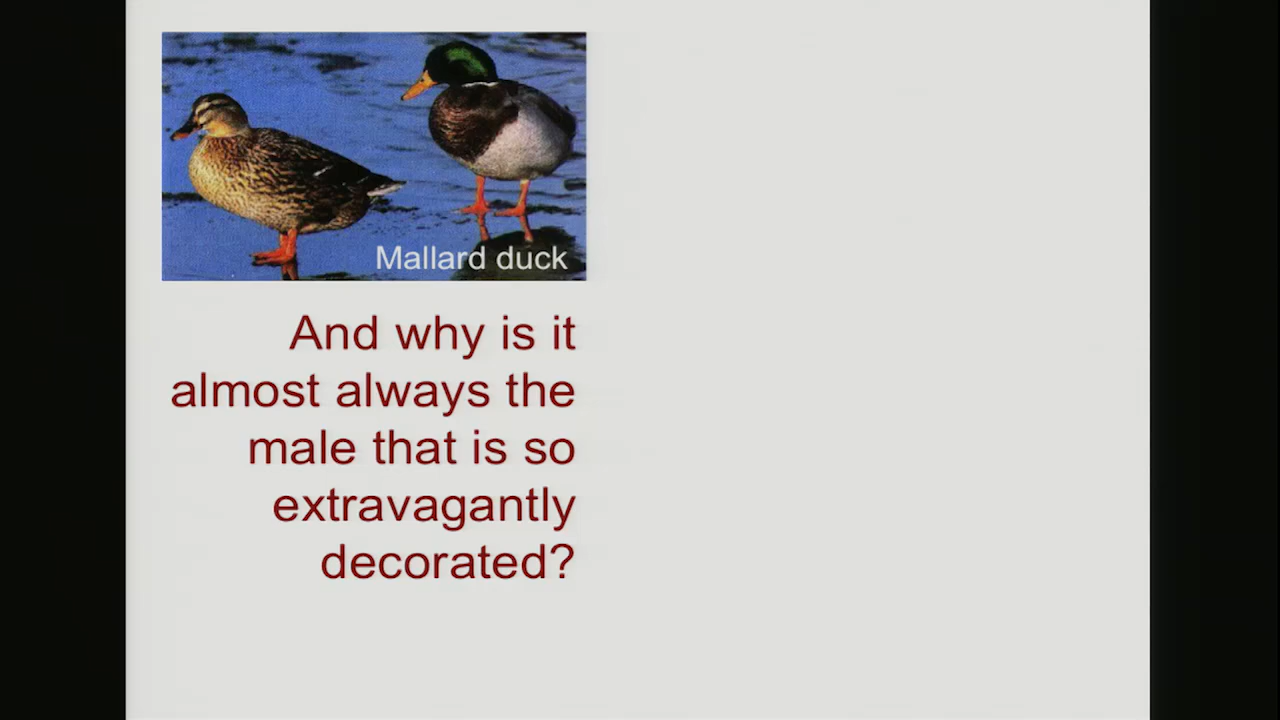 Mallard duck
And why is it
almost always the
male that is so
extravagantly
decorated?